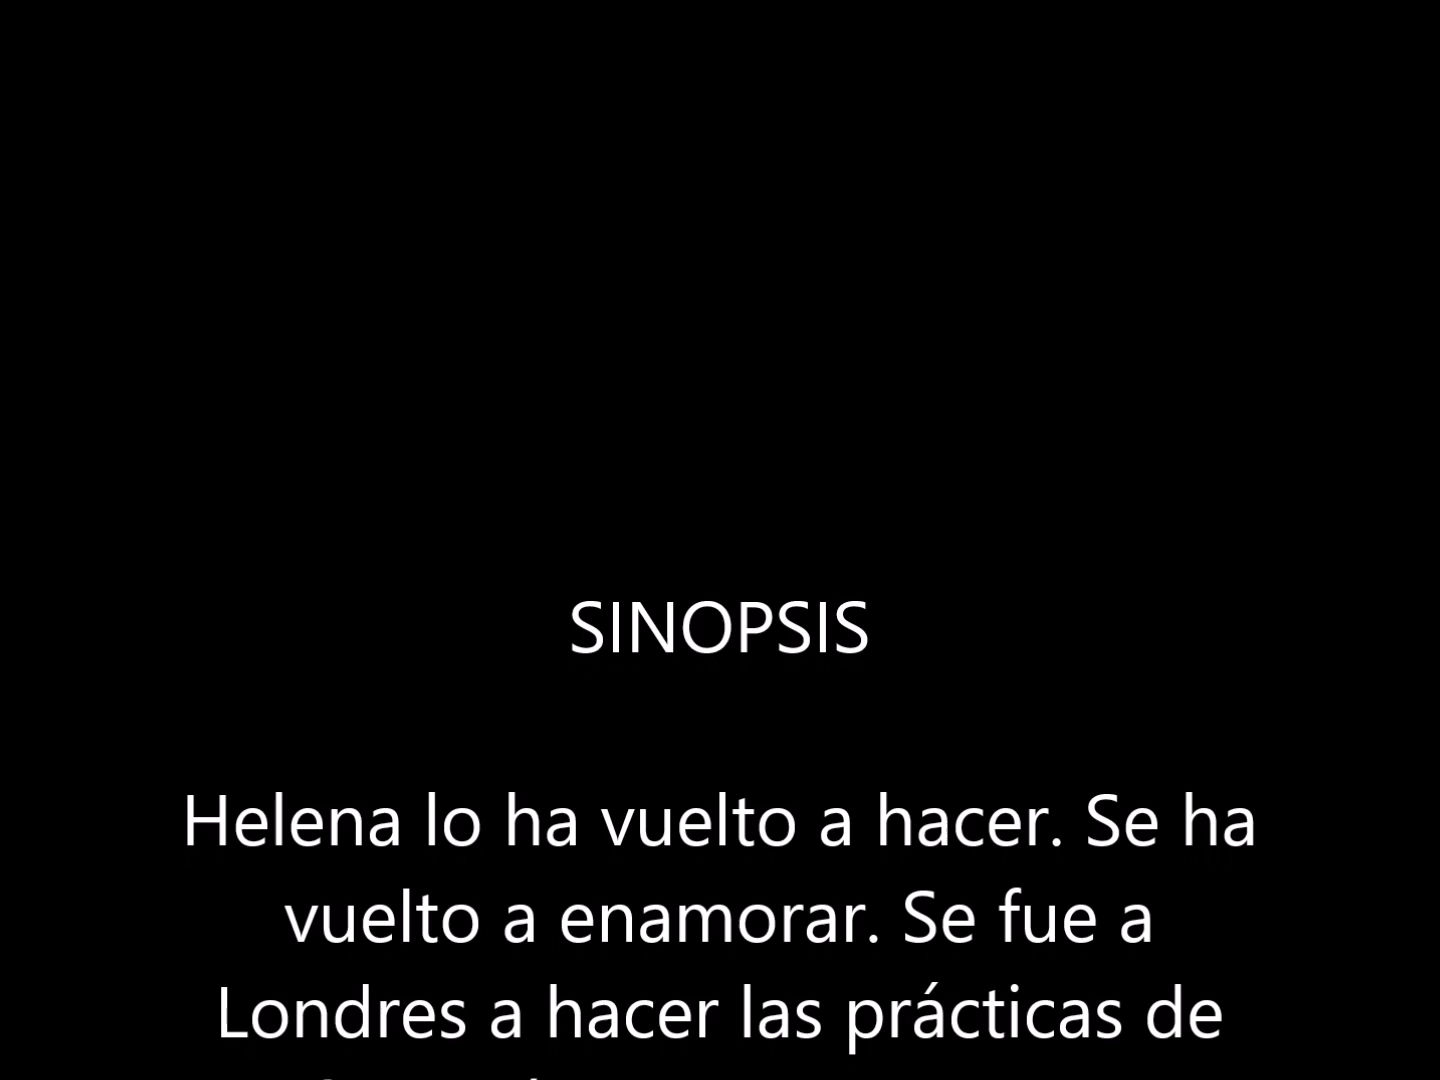 SINOPSIS
Helena lo ha vuelto a hacer. Se ha
vuelto a enamorar. Se fue a
Londres a hacer las prácticas de